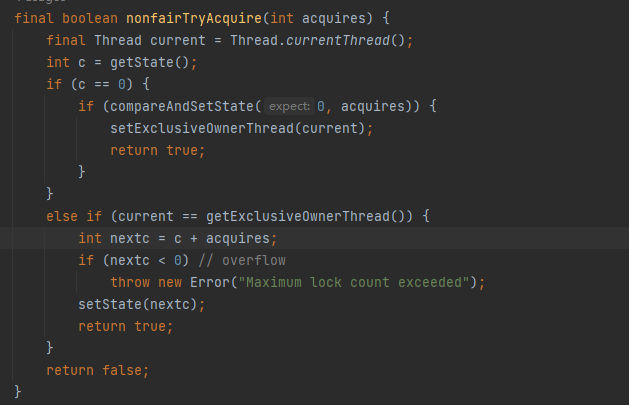 final boolean nonfairTryAcquire(int acquires) {
    final Thread current = Thread.currentThread();
    int c = getState();
    if (c == 0) {
        if (compareAndSetState( expect: 0, acquires)) {
            setExclusiveOwnerThread(current);
            return true;
        }
    }
    else if (current == getExclusiveOwnerThread()) {
        int nextc = c + acquires;
        if (nextc < 0) // overflow
            throw new Error("Maximum lock count exceeded");
        setState(nextc);
        return true;
    }
    return false;
}